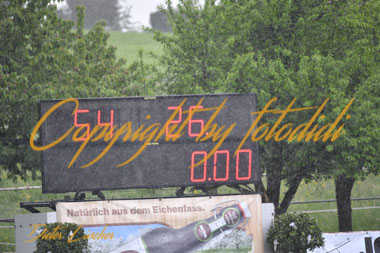 54 26
Copyright by fotodidi
0.00
Natürlich aus dem Eichenfass.